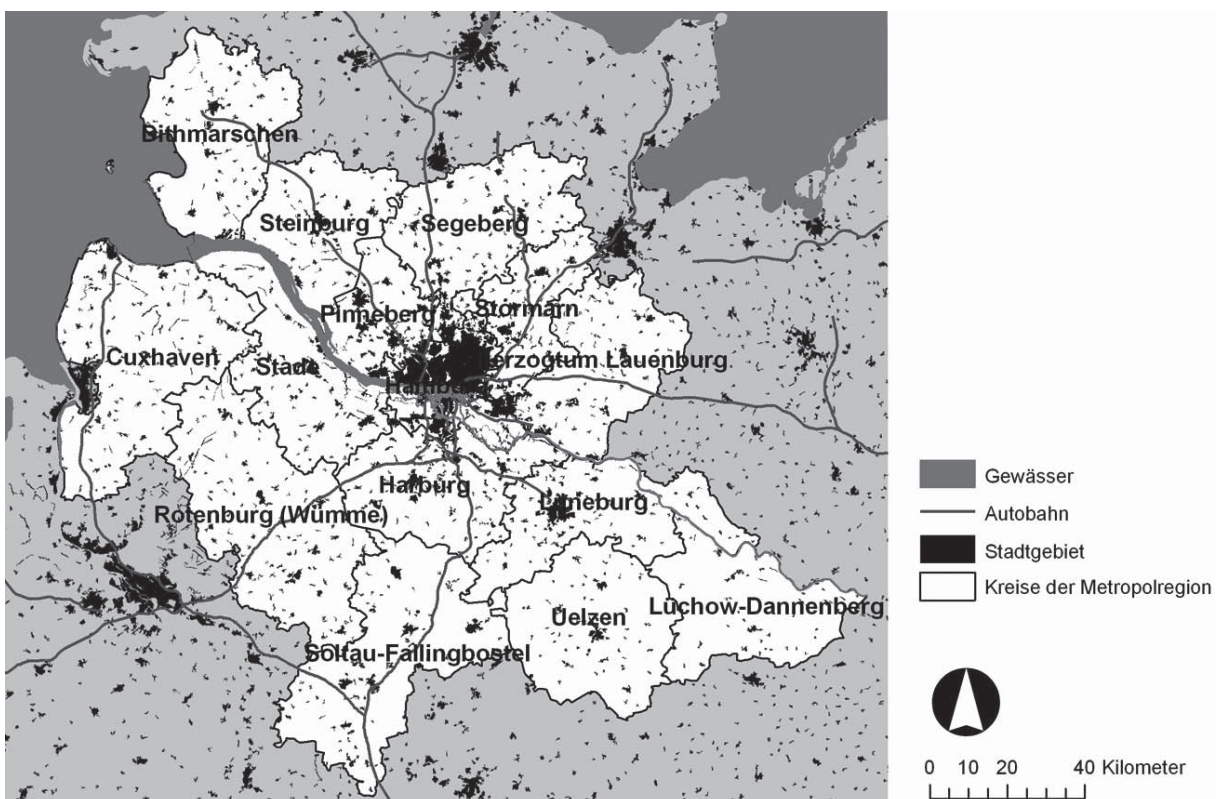 Dithmarschen
Steinburg
Segeberg
Pinneberg
Stormarn
Cuxhaven
Stade
Herzogtum Lauenburg
Hamburg
Harburg
Lüneburg
Rotenburg (Wümme)
Uelzen
Lüchow-Dannenberg
Soltau-Fallingbostel
Gewässer
Autobahn
Stadtgebiet
Kreise der Metropolregion
0 10 20 40 Kilometer